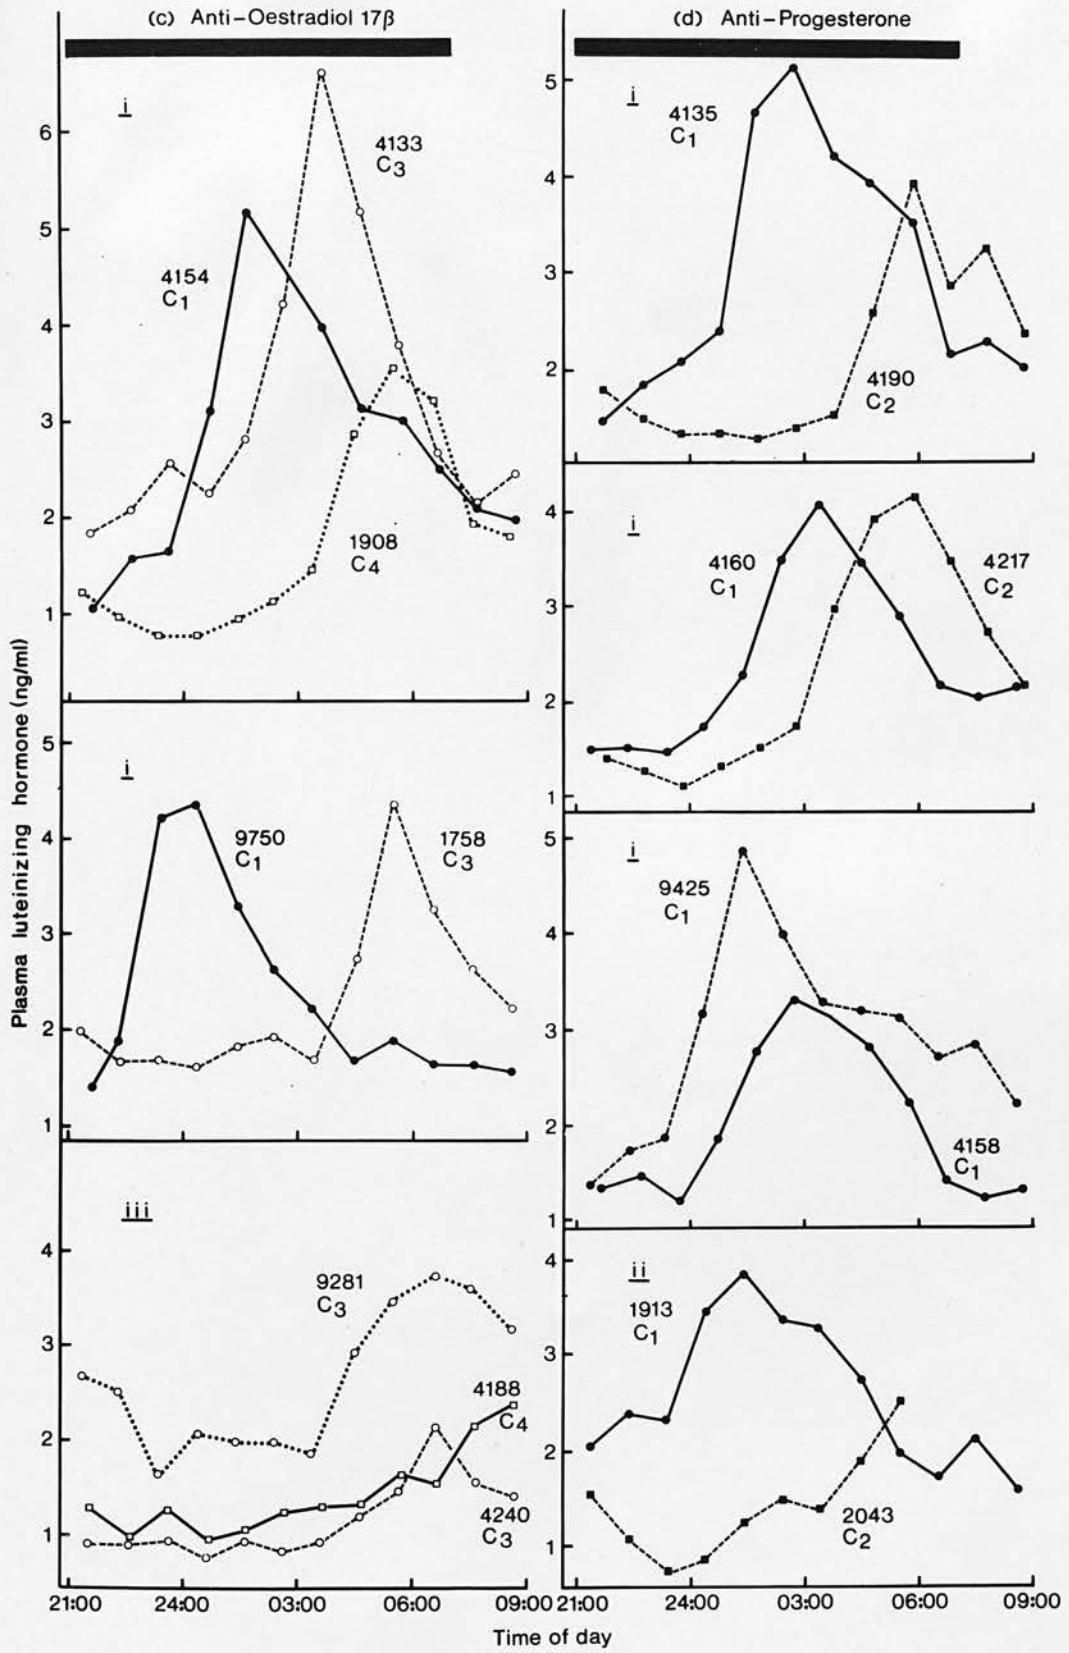 (c) Anti-Oestradiol 17β
(d) Anti-Progesterone
Plasma luteinizing hormone (ng/ml)
i
6
5
4
3
2
1
4133
C3
4154
C1
1908
C4
i
5
4
3
2
1
9750
C1
1758
C3
iii
4
3
2
1
9281
C3
4188
C4
4240
C3
21:00
24:00
03:00
06:00
09:00
i
5
4
3
2
4135
C1
4190
C2
i
4
3
2
1
4160
C1
4217
C2
i
5
4
3
2
1
9425
C1
4158
C1
ii
4
3
2
1
1913
C1
2043
C2
21:00
24:00
03:00
06:00
09:00
Time of day